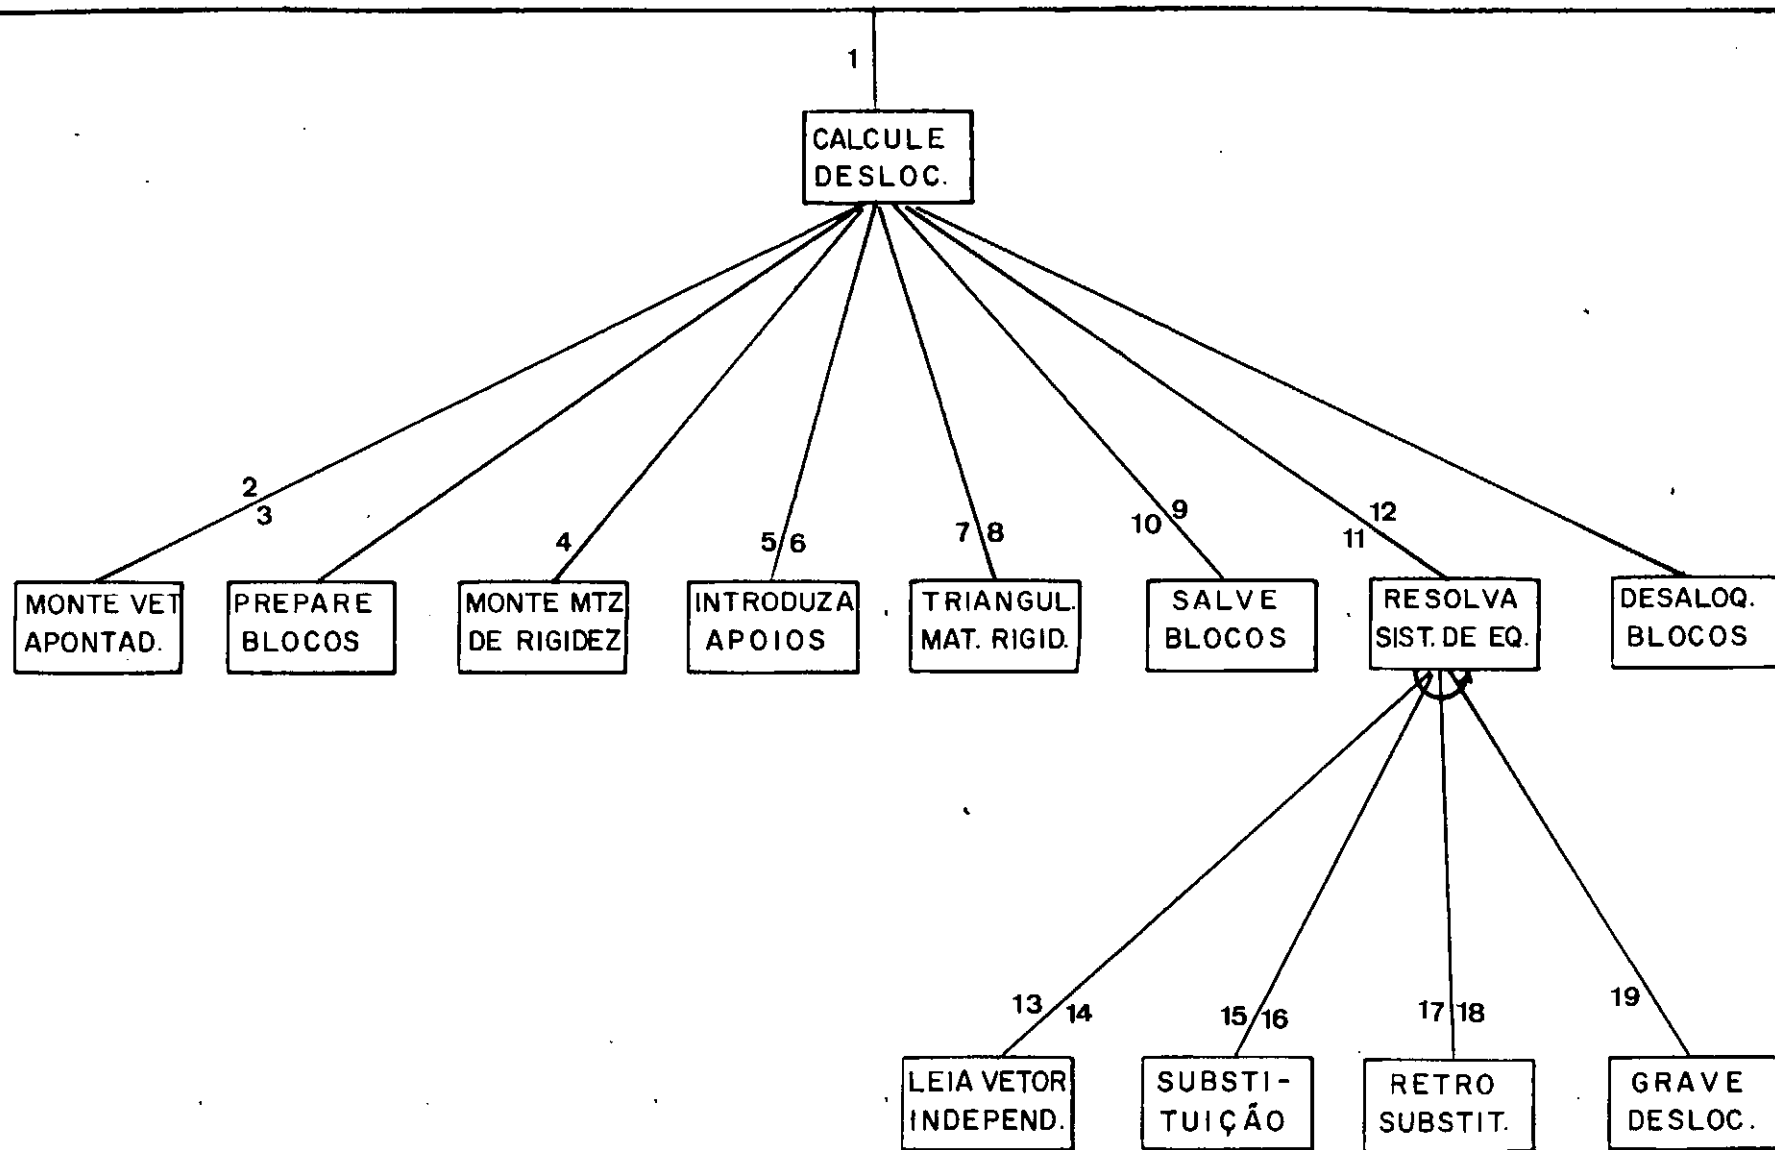 1
CALCULE
DESLOC.
2
3
4
5 6
7 8
10 9
11 12
MONTE VET
APONTAD.
PREPARE
BLOCOS
MONTE MTZ
DE RIGIDEZ
INTRODUZA
APOIOS
TRIANGUL.
MAT. RIGID.
SALVE
BLOCOS
RESOLVA
SIST. DE EQ.
DESALOQ.
BLOCOS
13 14
15 16
17 18
19
LEIA VETOR
INDEPEND.
SUBSTI-
TUIÇÃO
RETRO
SUBSTIT.
GRAVE
DESLOC.